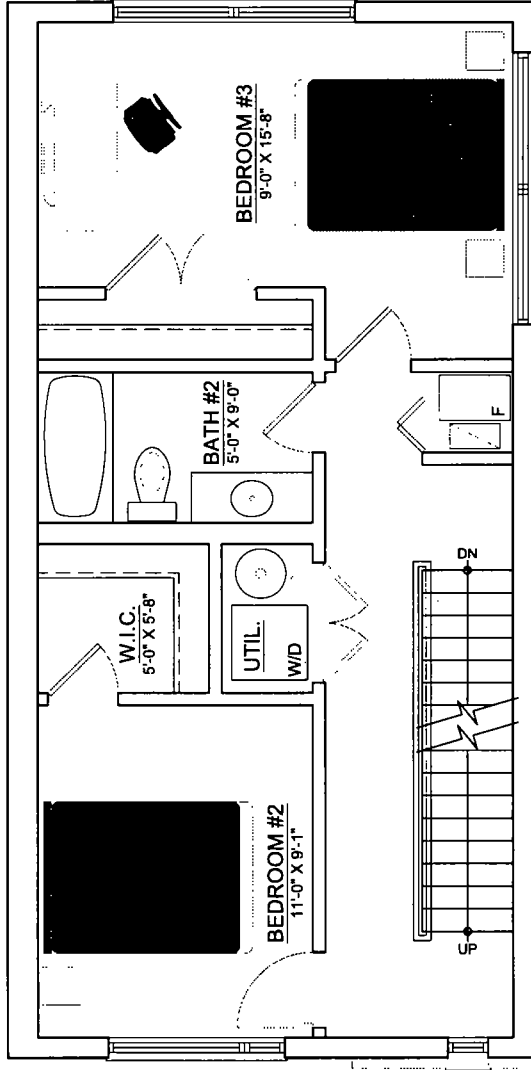 BEDROOM #3
9'-0" X 15'-8"
BATH #2
5'-0" X 9'-0"
F
W.I.C.
5'-0" X 5'-8"
UTIL.
W/D
DN
BEDROOM #2
11'-0" X 9'-1"
UP